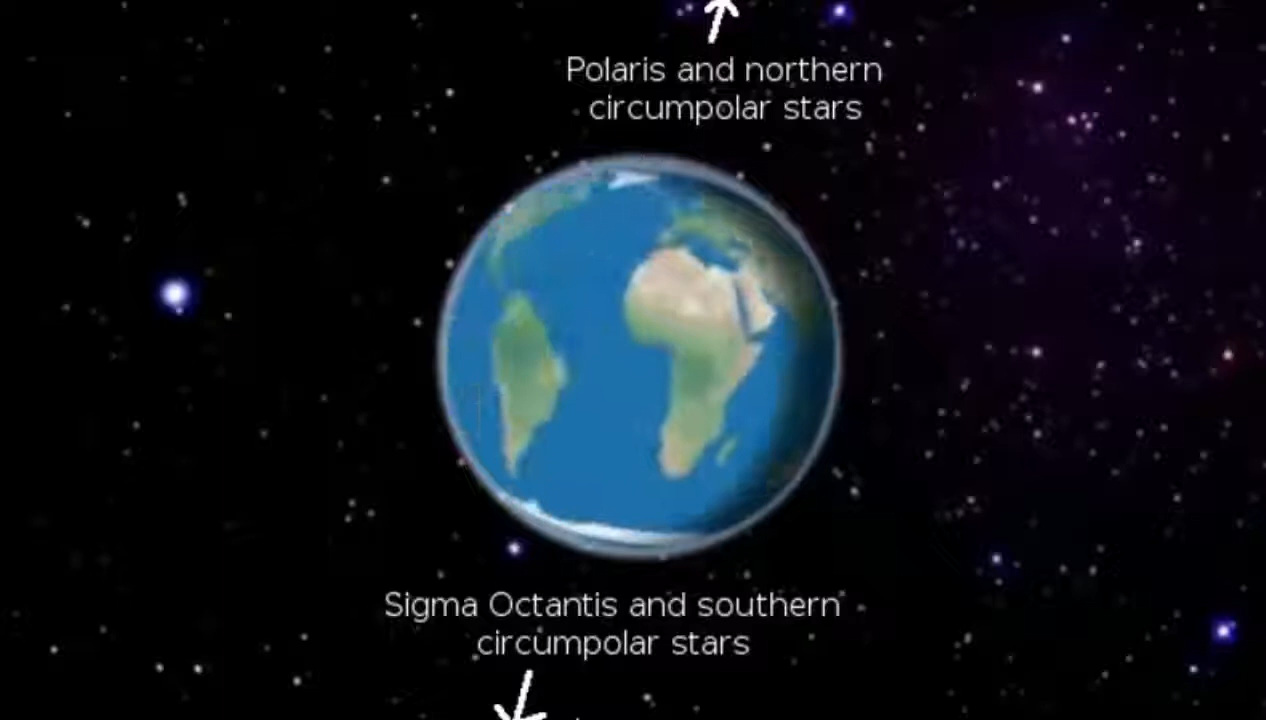 Polaris and northern
circumpolar stars
Sigma Octantis and southern
circumpolar stars